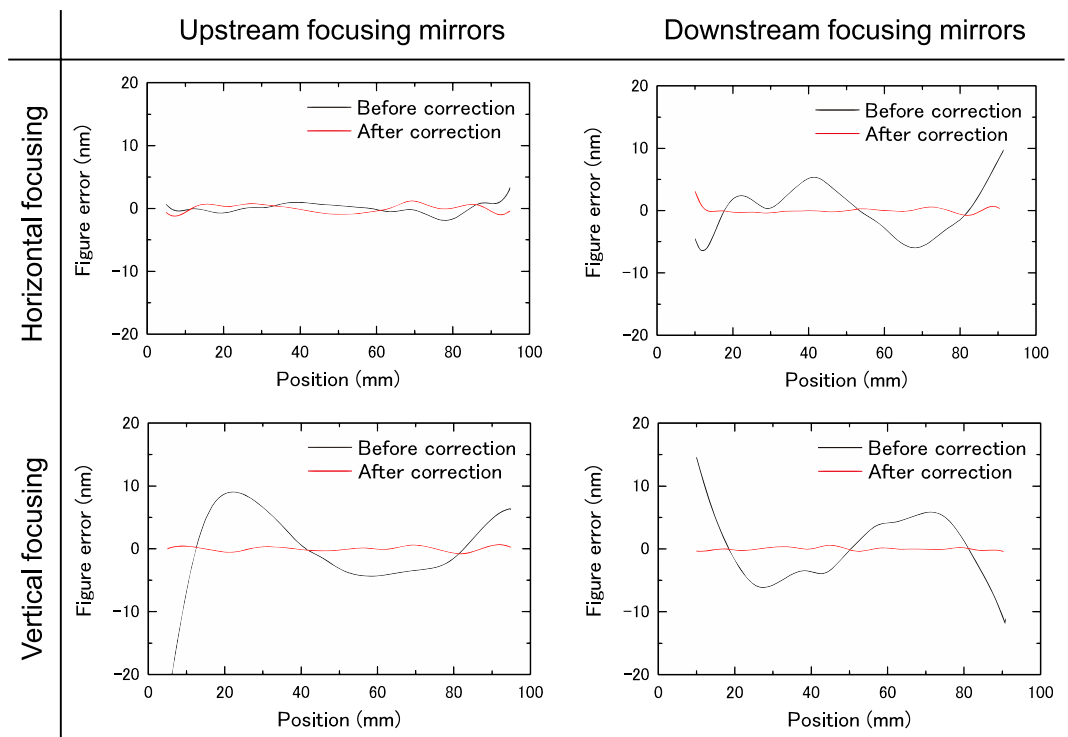 Upstream focusing mirrors
Downstream focusing mirrors
Horizontal focusing
Figure error (nm)
20
10
0
−10
−20
Before correction
After correction
0
20
40
60
80
100
Position (mm)
Figure error (nm)
20
10
0
−10
−20
Before correction
After correction
0
20
40
60
80
100
Position (mm)
Vertical focusing
Figure error (nm)
20
10
0
−10
−20
Before correction
After correction
0
20
40
60
80
100
Position (mm)
Figure error (nm)
20
10
0
−10
−20
Before correction
After correction
0
20
40
60
80
100
Position (mm)